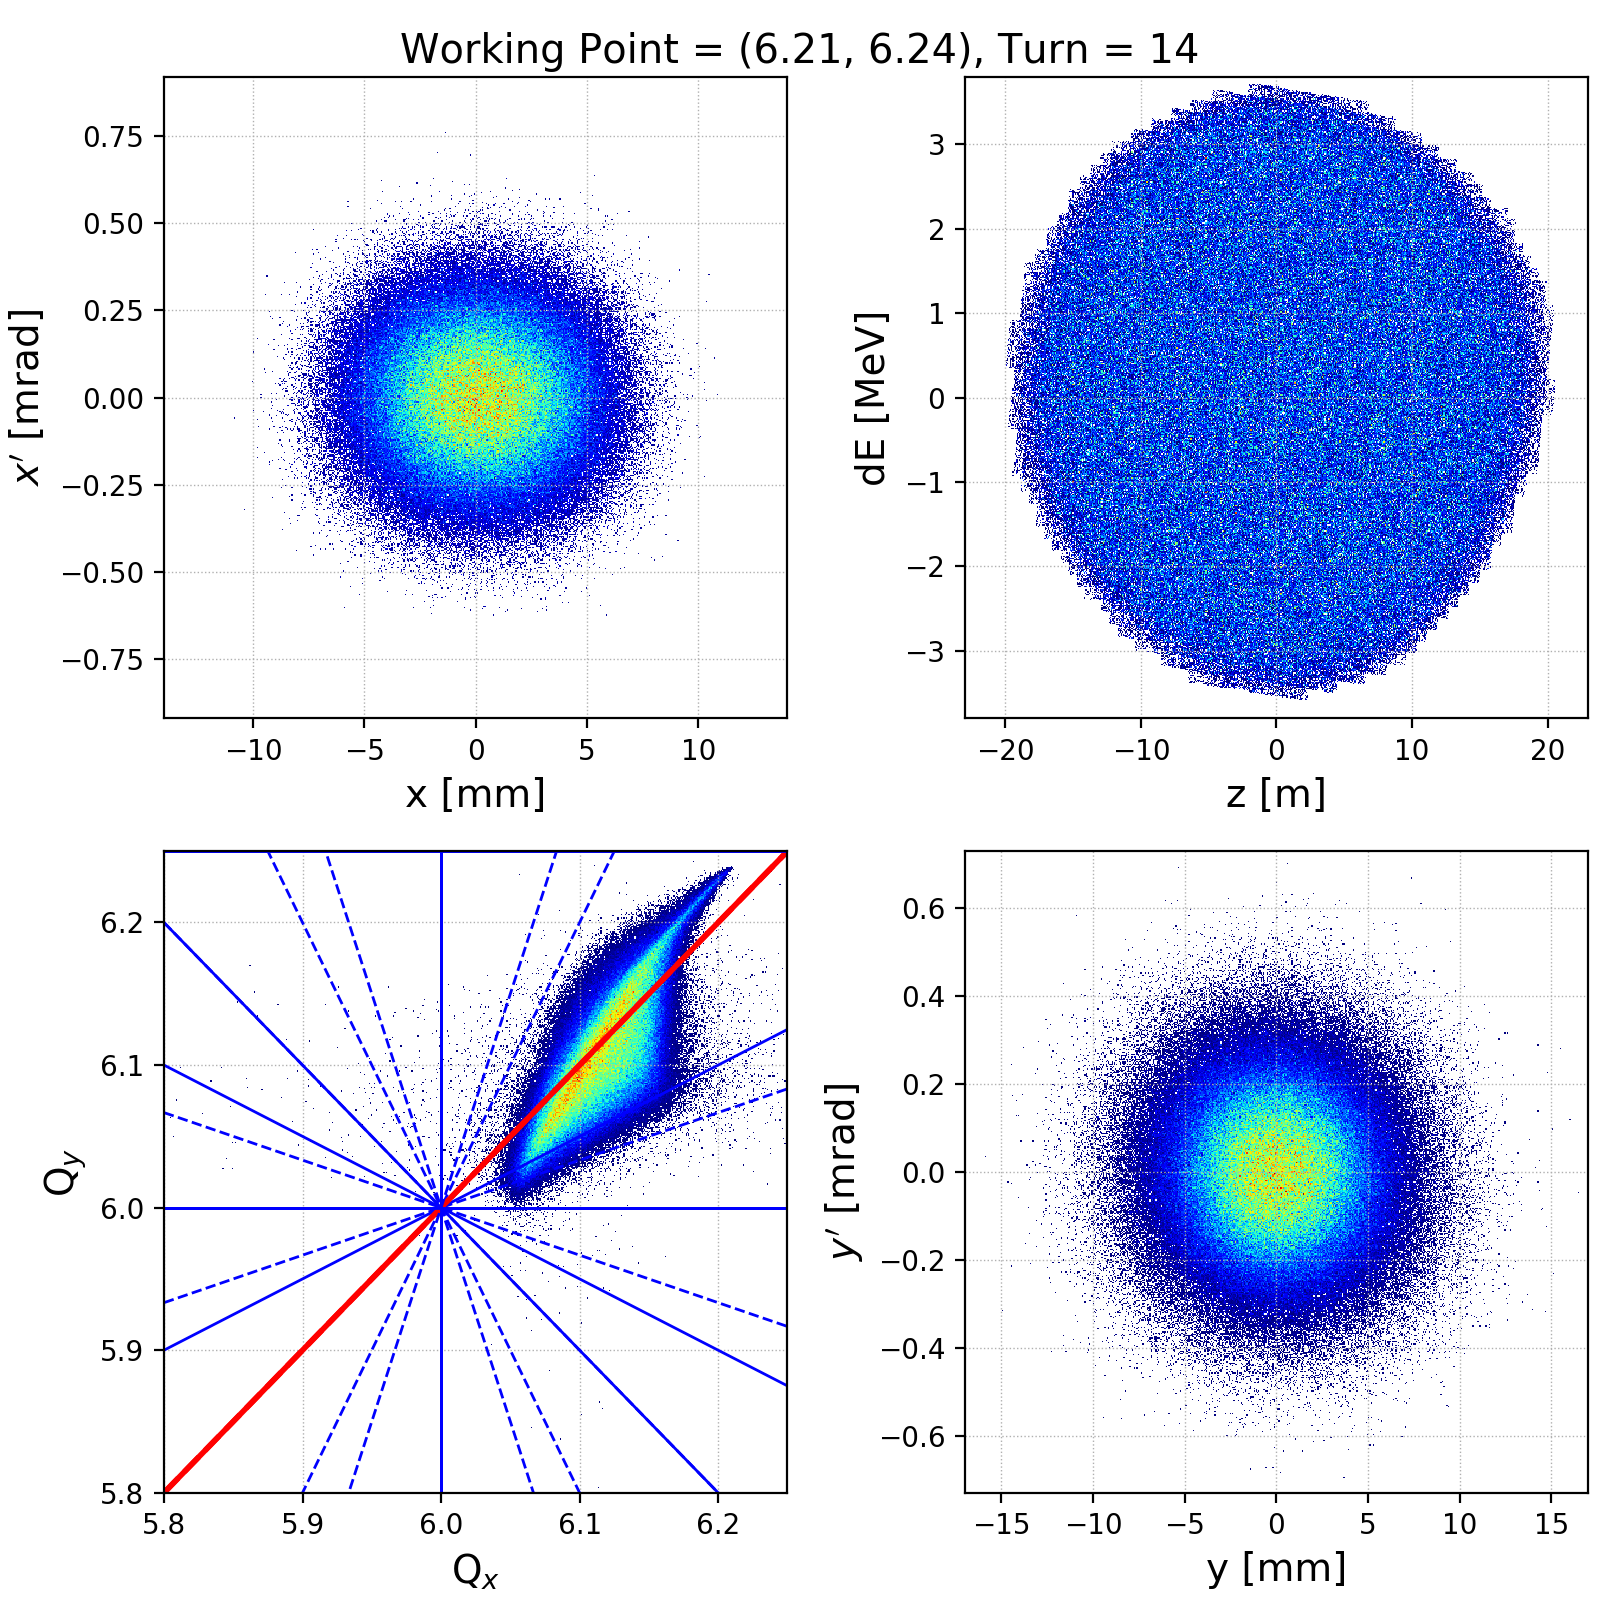 Working Point = (6.21, 6.24), Turn = 14
0.75
0.50
0.25
0.00
−0.25
−0.50
−0.75
x′ [mrad]
−10 −5 0 5 10
x [mm]
3
2
1
0
−1
−2
−3
dE [MeV]
−20 −10 0 10 20
z [m]
6.2
6.1
6.0
5.9
5.8
Qy
5.8 5.9 6.0 6.1 6.2
Qx
0.6
0.4
0.2
0.0
−0.2
−0.4
−0.6
y′ [mrad]
−15 −10 −5 0 5 10 15
y [mm]